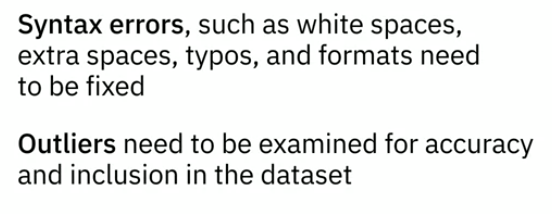 Syntax errors, such as white spaces,
extra spaces, typos, and formats need
to be fixed
Outliers need to be examined for accuracy
and inclusion in the dataset